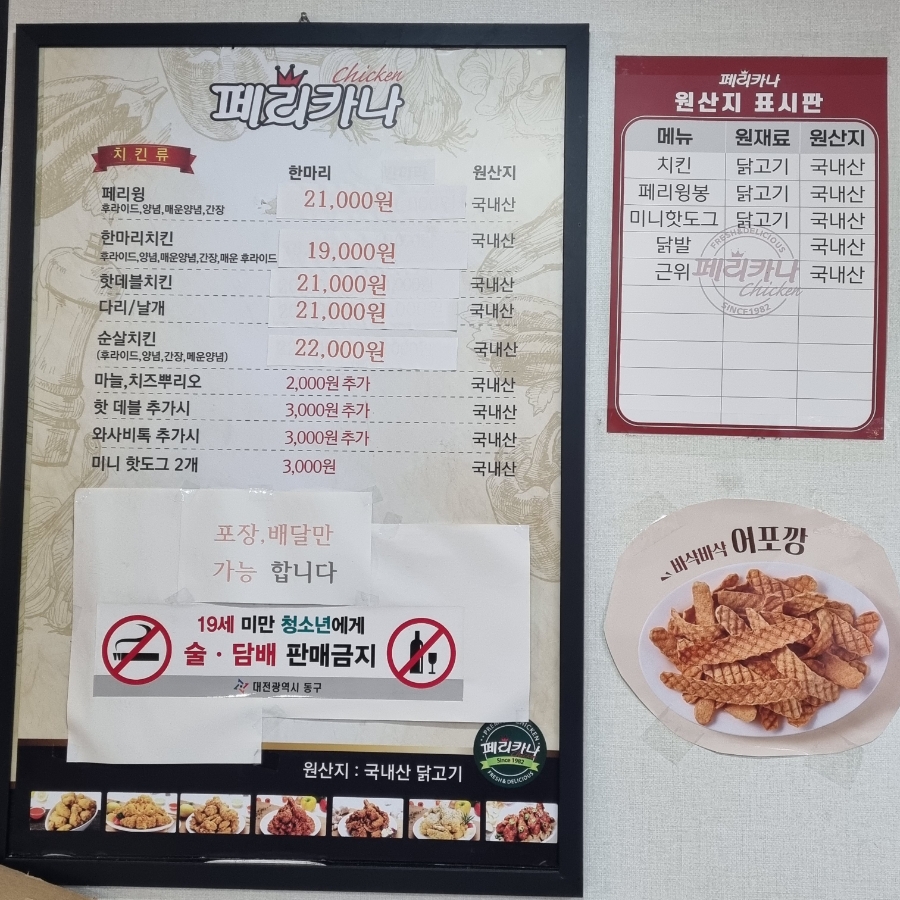 Chicken
페리카나
치킨류
한마리 원산지
페리윙 21,000원 국내산
후라이드,양념,매운양념,간장
한마리치킨 19,000원 국내산
후라이드,양념,매운양념,간장,매운 후라이드
핫데블치킨 21,000원 국내산
다리/날개 21,000원 국내산
순살치킨 22,000원 국내산
(후라이드,양념,간장,메운양념)
마늘,치즈뿌리오 2,000원 추가 국내산
핫 데블 추가시 3,000원 추가 국내산
와사비톡 추가시 3,000원 추가 국내산
미니 핫도그 2개 3,000원 국내산
포장,배달만
가능 합니다
19세 미만 청소년에게
술·담배 판매금지
대전광역시 동구
페리카나
Since 1982
FRESH & DELICIOUS
원산지 : 국내산 닭고기
페리카나
원산지 표시판
메뉴 원재료 원산지
치킨 닭고기 국내산
페리윙봉 닭고기 국내산
미니핫도그 닭고기 국내산
닭발 국내산
근위 국내산
FRESH&DELICIOUS
페리카나
Chicken
SINCE1982
바삭바삭 어포깡